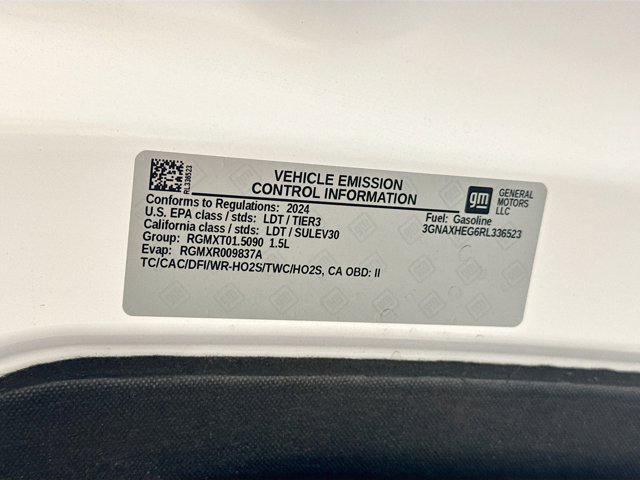 RL336523
VEHICLE EMISSION
CONTROL INFORMATION
gm
GENERAL
MOTORS
LLC
Conforms to Regulations: 2024
U.S. EPA class / stds: LDT / TIER3
California class / stds: LDT / SULEV30
Group: RGMXT01.5090 1.5L
Evap: RGMXR009837A
TC/CAC/DFI/WR-HO2S/TWC/HO2S, CA OBD: II
Fuel: Gasoline
3GNAXHEG6RL336523